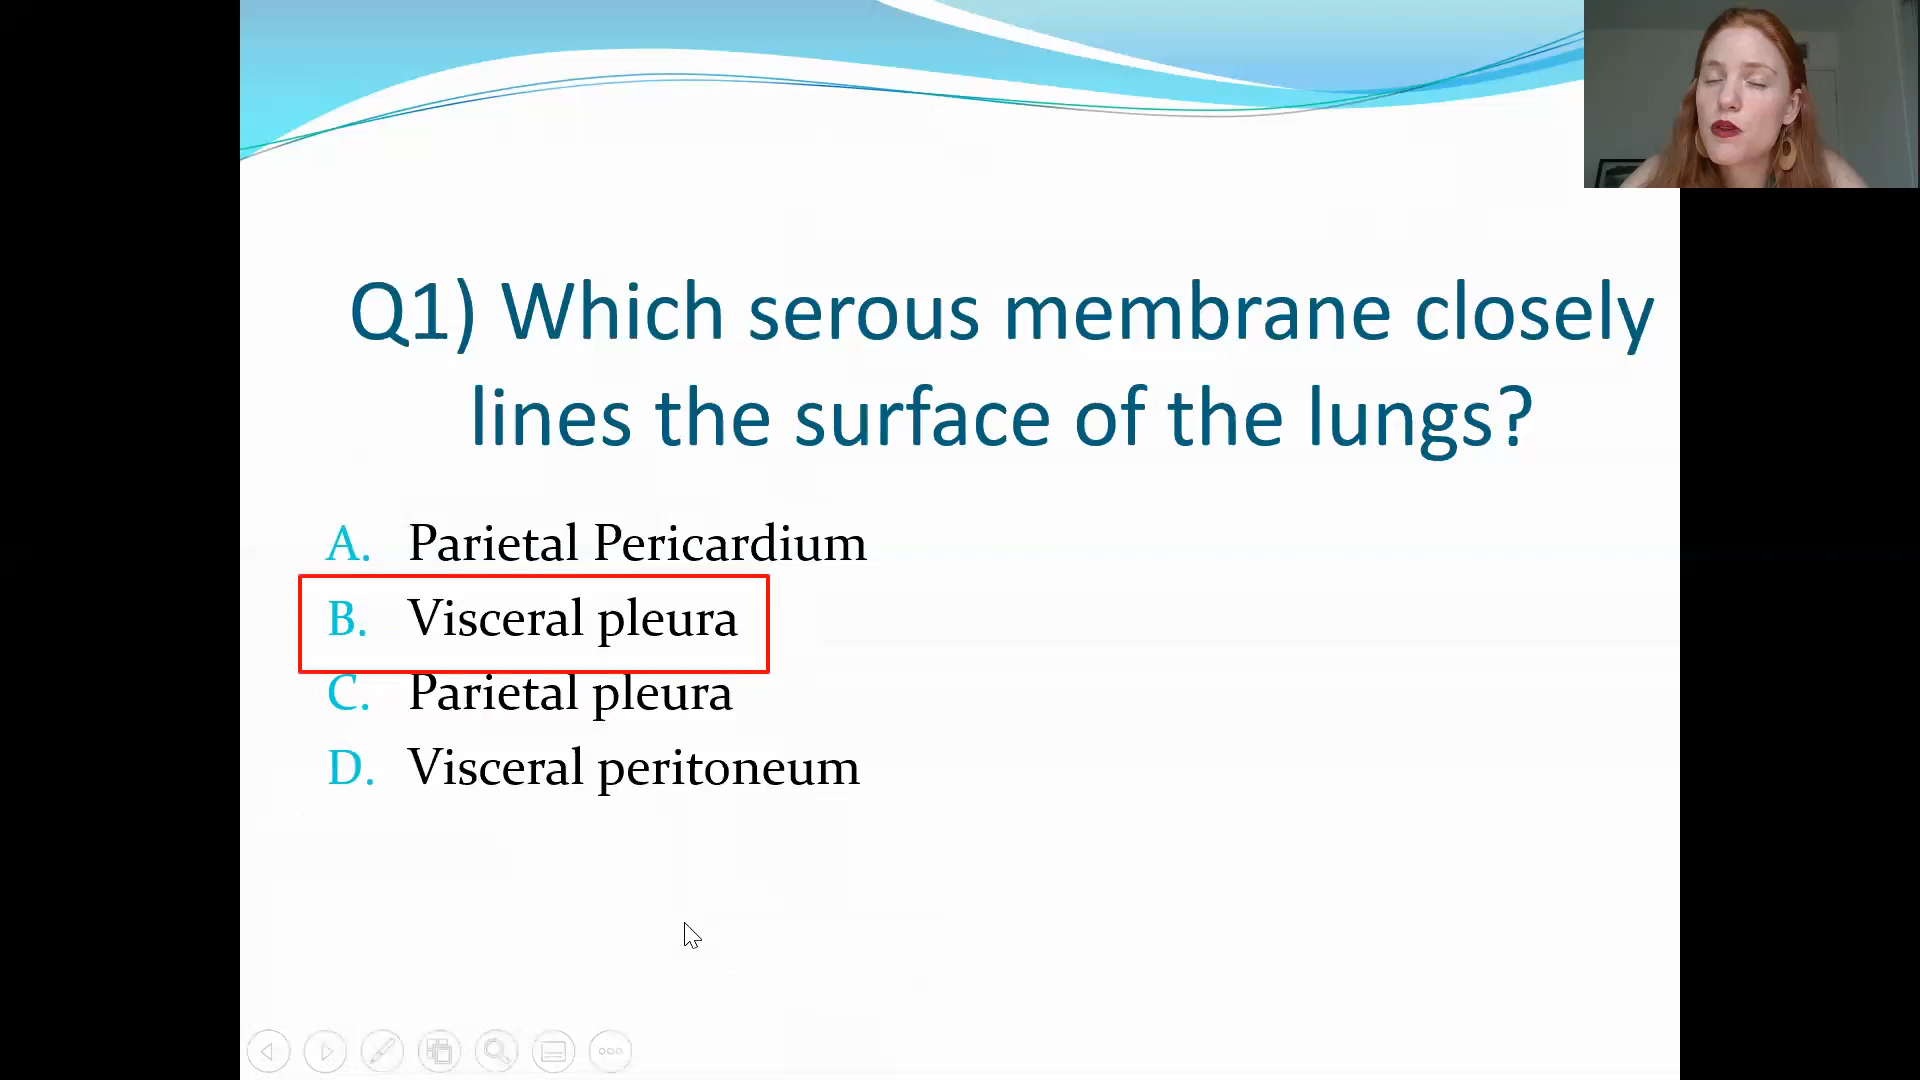 Q1) Which serous membrane closely
lines the surface of the lungs?
A. Parietal Pericardium
B. Visceral pleura
C. Parietal pleura
D. Visceral peritoneum